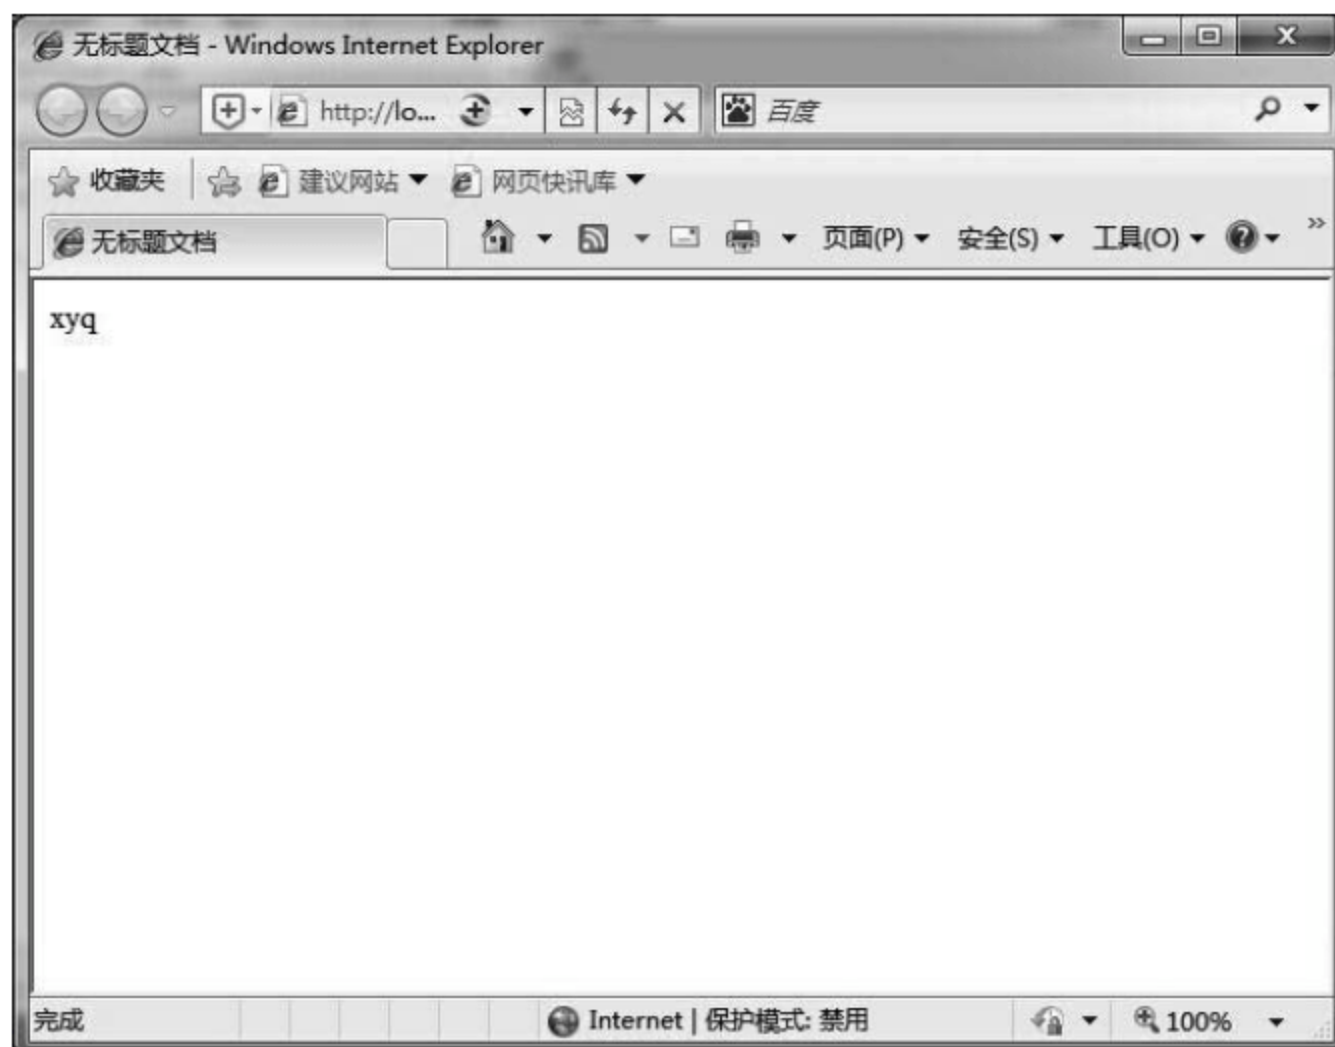 无标题文档 - Windows Internet Explorer
http://lo... 百度
收藏夹 建议网站 网页快讯库
无标题文档 页面(P) 安全(S) 工具(O) »
xyq
完成 Internet | 保护模式: 禁用 100%